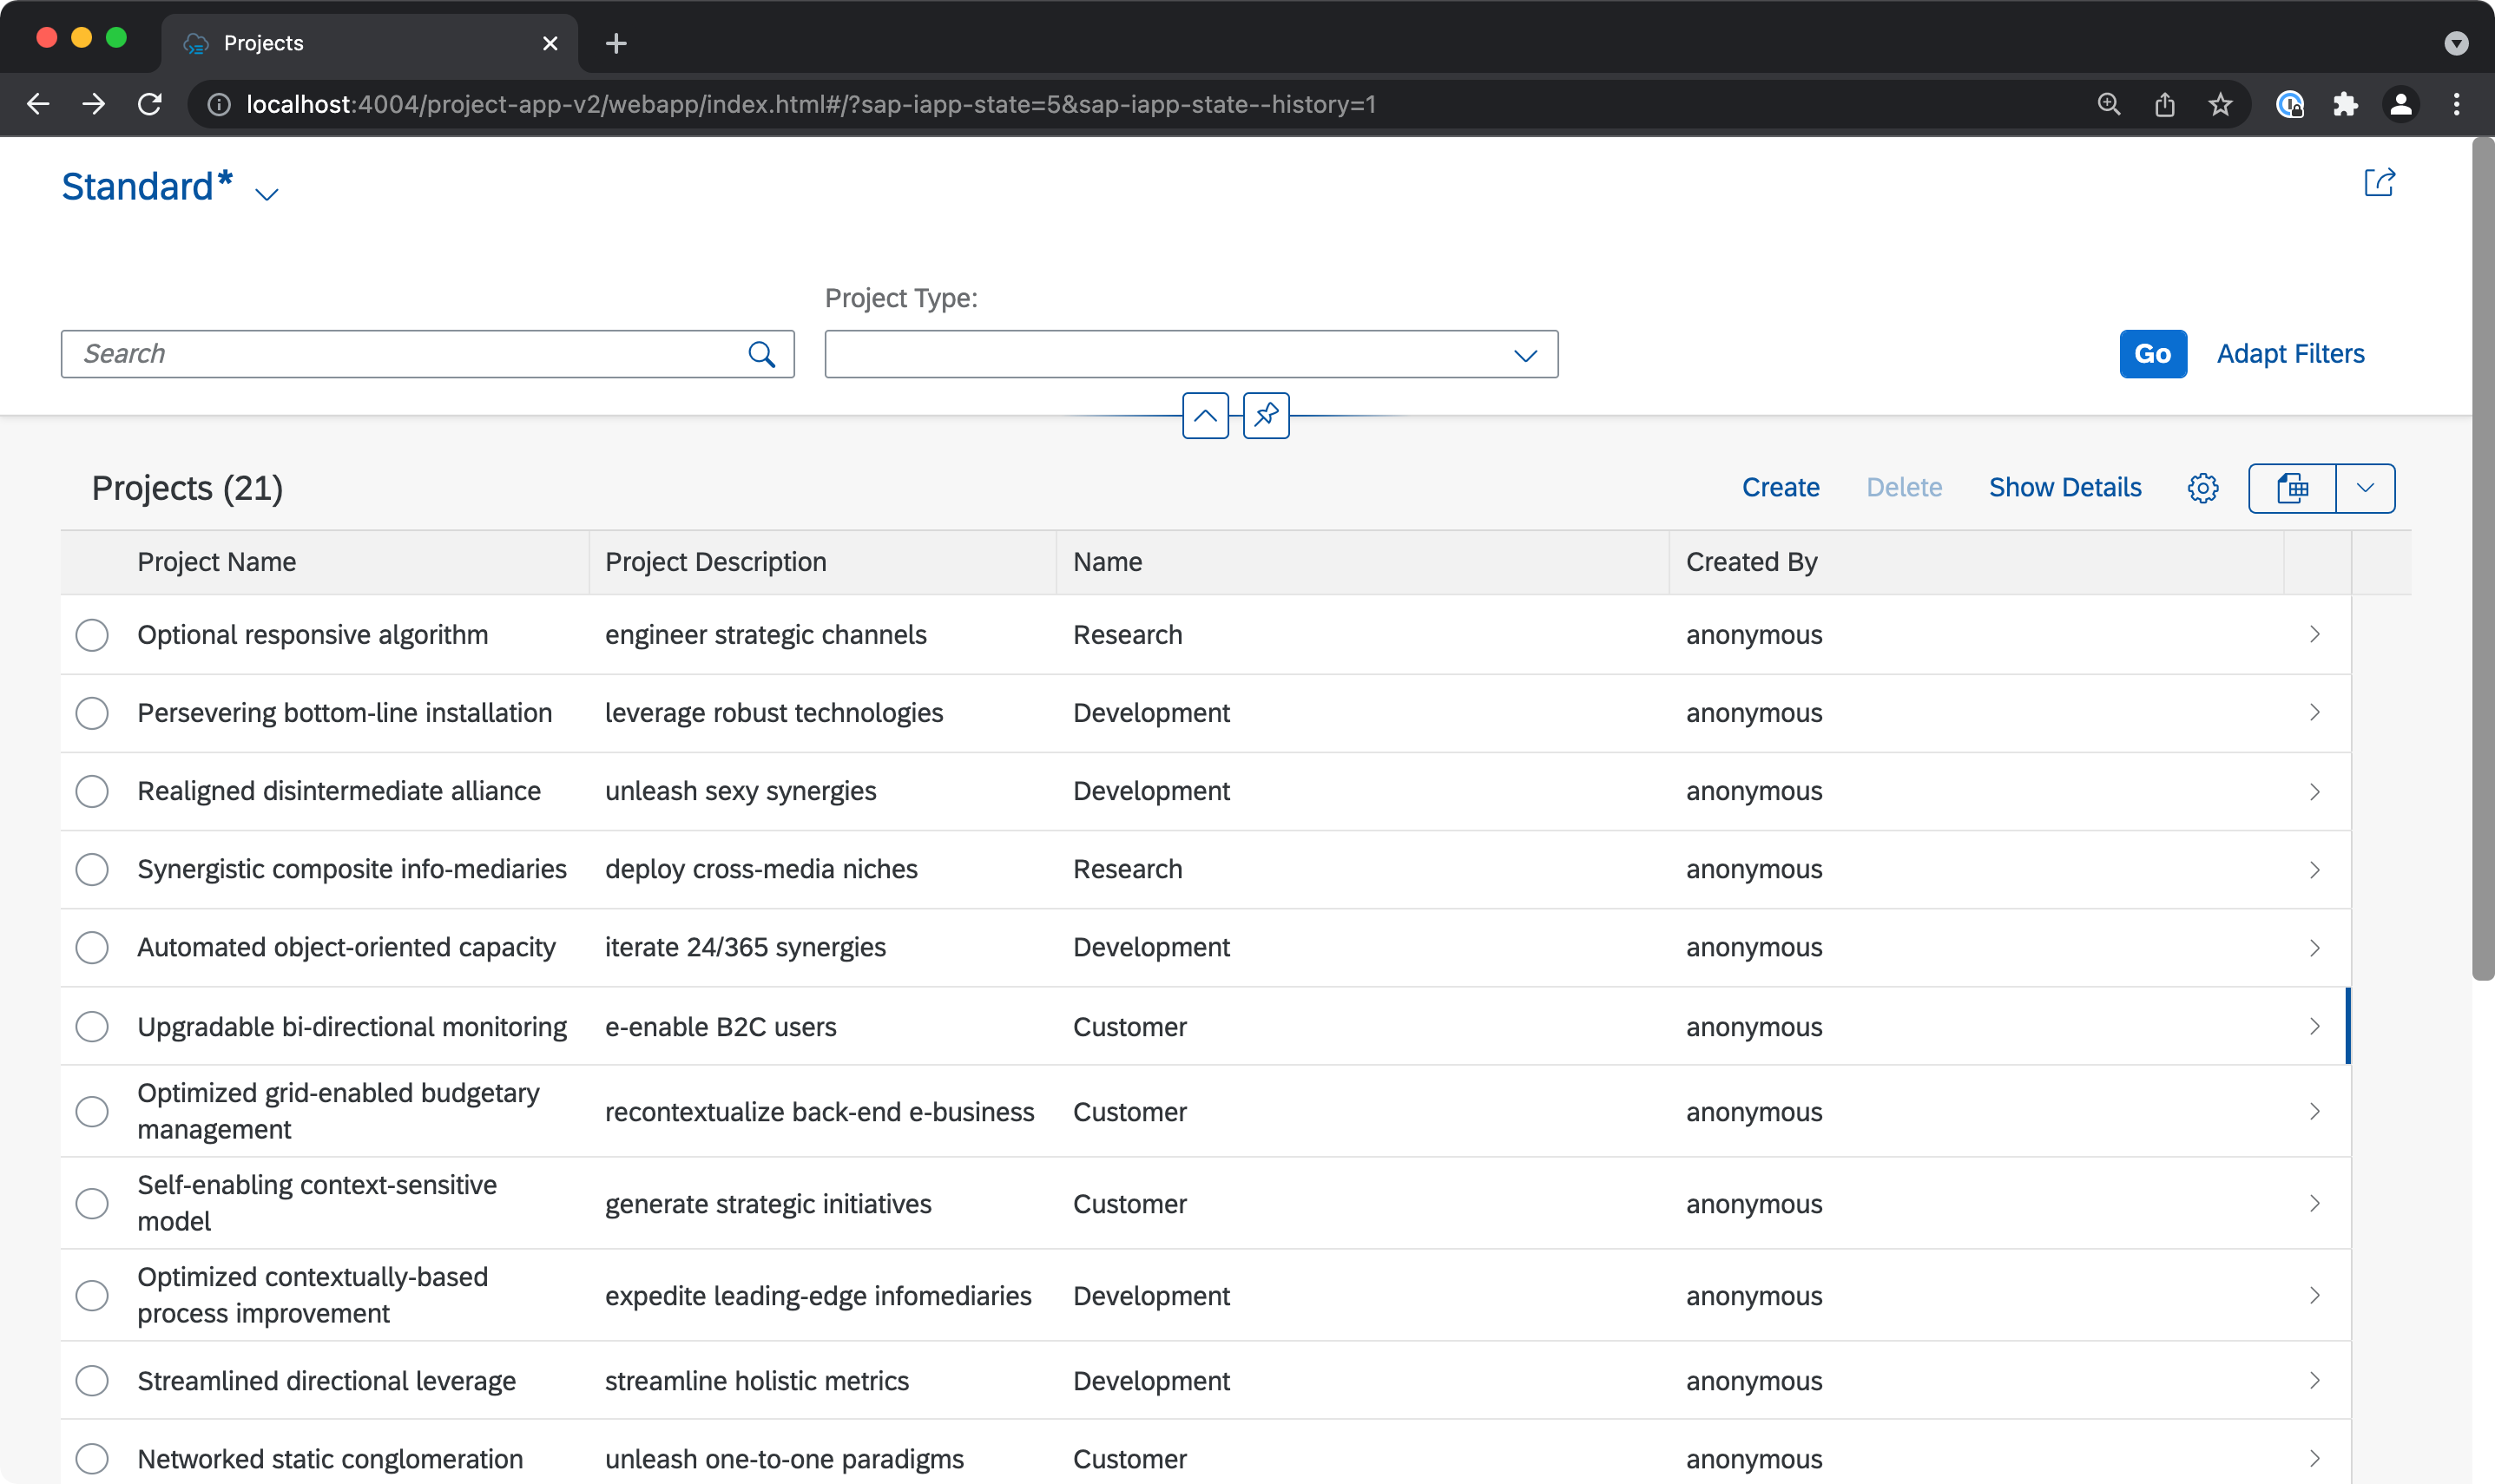 Projects
localhost:4004/project-app-v2/webapp/index.html#/?sap-iapp-state=5&sap-iapp-state--history=1
Standard*
Project Type:
Search
Go Adapt Filters
Projects (21)
Create Delete Show Details
Project Name Project Description Name Created By
Optional responsive algorithm engineer strategic channels Research anonymous
Persevering bottom-line installation leverage robust technologies Development anonymous
Realigned disintermediate alliance unleash sexy synergies Development anonymous
Synergistic composite info-mediaries deploy cross-media niches Research anonymous
Automated object-oriented capacity iterate 24/365 synergies Development anonymous
Upgradable bi-directional monitoring e-enable B2C users Customer anonymous
Optimized grid-enabled budgetary
management recontextualize back-end e-business Customer anonymous
Self-enabling context-sensitive
model generate strategic initiatives Customer anonymous
Optimized contextually-based
process improvement expedite leading-edge infomediaries Development anonymous
Streamlined directional leverage streamline holistic metrics Development anonymous
Networked static conglomeration unleash one-to-one paradigms Customer anonymous